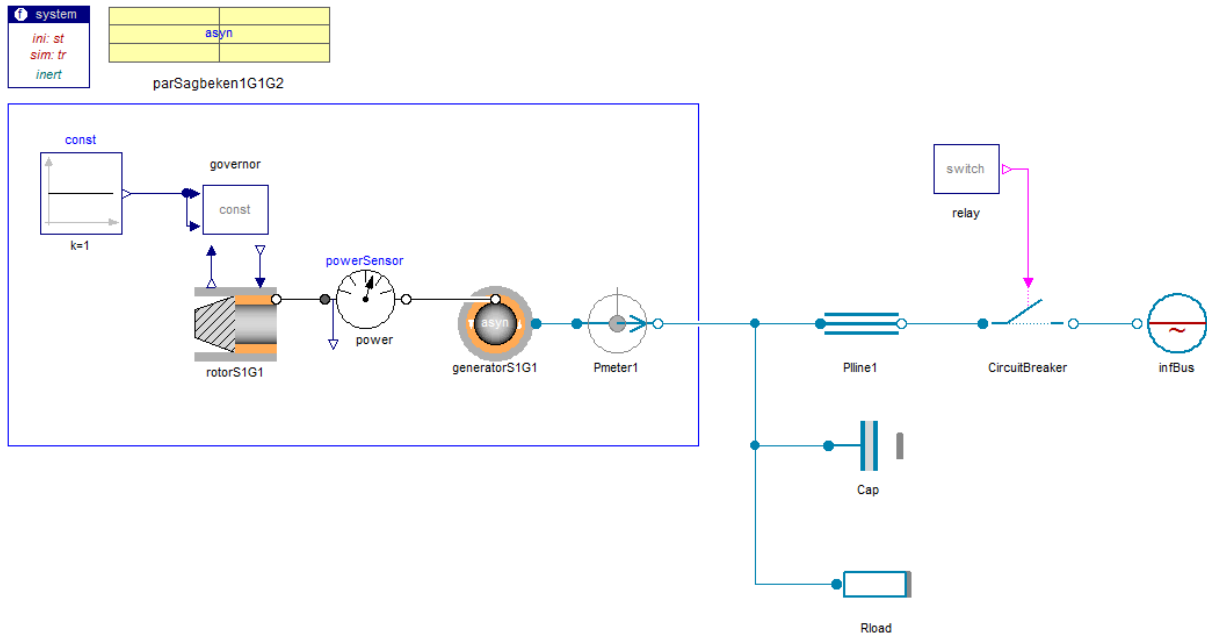 f system
ini: st
sim: tr
inert
asyn
parSagbeken1G1G2
const
k=1
governor
const
rotorS1G1
powerSensor
power
asyn
generatorS1G1
Pmeter1
switch
relay
PIline1
CircuitBreaker
~
infBus
Cap
Rload